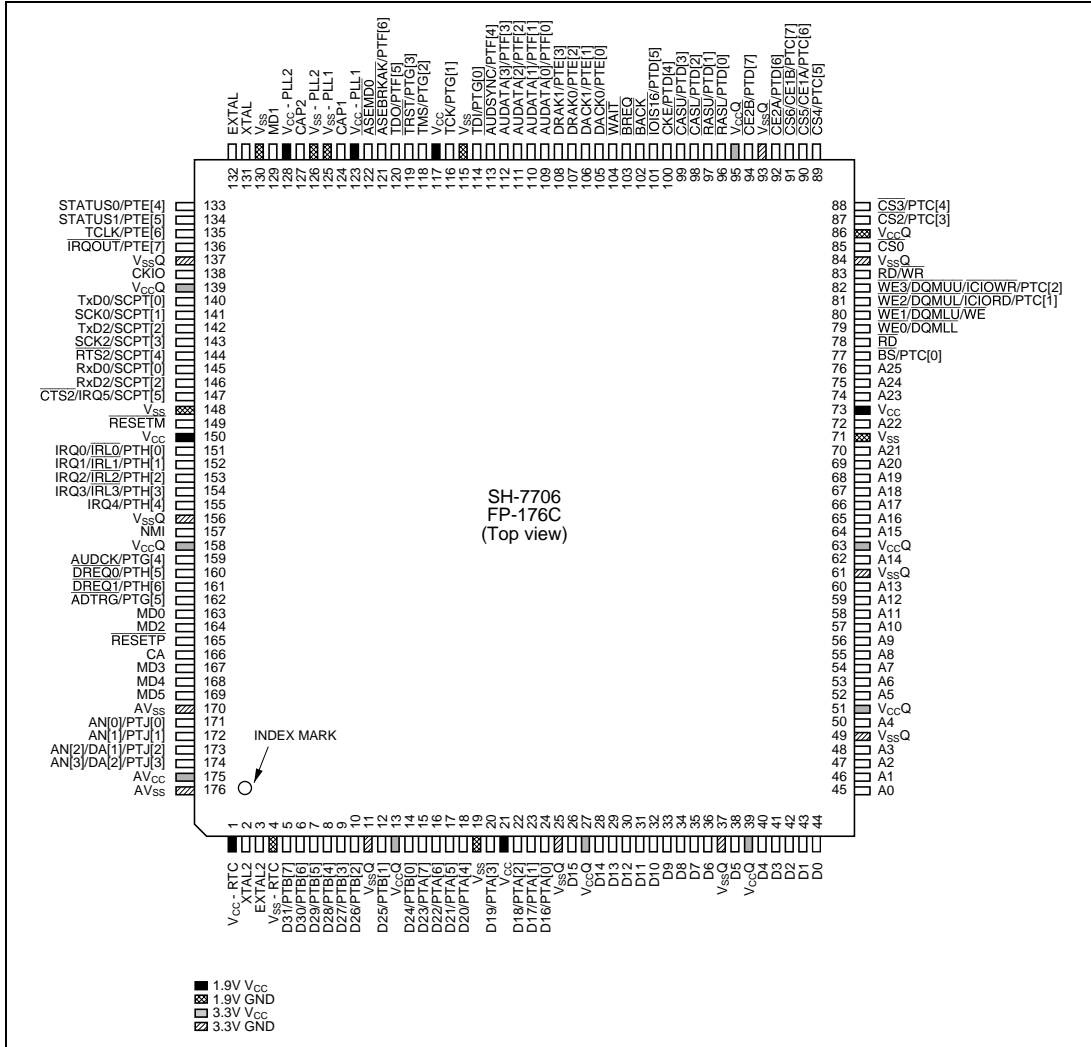 EXTAL
XTAL
VSS
MD1
VCC - PLL2
CAP2
VSS - PLL2
VSS - PLL1
CAP1
VCC - PLL1
ASEMD0
ASEBRKAK/PTF[6]
TDO/PTF[5]
TRST/PTG[3]
TMS/PTG[2]
VCC
TCK/PTG[1]
VSS
TDI/PTG[0]
AUDSYNC/PTF[4]
AUDATA[3]/PTF[3]
AUDATA[2]/PTF[2]
AUDATA[1]/PTF[1]
AUDATA[0]/PTF[0]
DRAK1/PTE[3]
DRAK0/PTE[2]
DACK1/PTE[1]
DACK0/PTE[0]
WAIT
BREQ
BACK
IOIS16/PTD[5]
CKE/PTD[4]
CASU/PTD[3]
CASL/PTD[2]
RASU/PTD[1]
RASL/PTD[0]
VCCQ
CE2B/PTD[7]
VSSQ
CE2A/PTD[6]
CS6/CE1B/PTC[7]
CS5/CE1A/PTC[6]
CS4/PTC[5]
132 131 130 129 128 127 126 125 124 123 122 121 120 119 118 117 116 115 114 113 112 111 110 109 108 107 106 105 104 103 102 101 100 99 98 97 96 95 94 93 92 91 90 89
STATUS0/PTE[4] 133
STATUS1/PTE[5] 134
TCLK/PTE[6] 135
IRQOUT/PTE[7] 136
VSSQ 137
CKIO 138
VCCQ 139
TxD0/SCPT[0] 140
SCK0/SCPT[1] 141
TxD2/SCPT[2] 142
SCK2/SCPT[3] 143
RTS2/SCPT[4] 144
RxD0/SCPT[0] 145
RxD2/SCPT[2] 146
CTS2/IRQ5/SCPT[5] 147
VSS 148
RESETM 149
VCC 150
IRQ0/IRL0/PTH[0] 151
IRQ1/IRL1/PTH[1] 152
IRQ2/IRL2/PTH[2] 153
IRQ3/IRL3/PTH[3] 154
IRQ4/PTH[4] 155
VSSQ 156
NMI 157
VCCQ 158
AUDCK/PTG[4] 159
DREQ0/PTH[5] 160
DREQ1/PTH[6] 161
ADTRG/PTG[5] 162
MD0 163
MD2 164
RESETP 165
CA 166
MD3 167
MD4 168
MD5 169
AVSS 170
AN[0]/PTJ[0] 171
AN[1]/PTJ[1] 172
AN[2]/DA[1]/PTJ[2] 173
AN[3]/DA[2]/PTJ[3] 174
AVCC 175
AVSS 176
SH-7706
FP-176C
(Top view)
INDEX MARK
88 CS3/PTC[4]
87 CS2/PTC[3]
86 VCCQ
85 CS0
84 VSSQ
83 RD/WR
82 WE3/DQMUU/ICIOWR/PTC[2]
81 WE2/DQMUL/ICIORD/PTC[1]
80 WE1/DQMLU/WE
79 WE0/DQMLL
78 RD
77 BS/PTC[0]
76 A25
75 A24
74 A23
73 VCC
72 A22
71 VSS
70 A21
69 A20
68 A19
67 A18
66 A17
65 A16
64 A15
63 VCCQ
62 A14
61 VSSQ
60 A13
59 A12
58 A11
57 A10
56 A9
55 A8
54 A7
53 A6
52 A5
51 VCCQ
50 A4
49 VSSQ
48 A3
47 A2
46 A1
45 A0
1 2 3 4 5 6 7 8 9 10 11 12 13 14 15 16 17 18 19 20 21 22 23 24 25 26 27 28 29 30 31 32 33 34 35 36 37 38 39 40 41 42 43 44
VCC - RTC
XTAL2
EXTAL2
VSS - RTC
D31/PTB[7]
D30/PTB[6]
D29/PTB[5]
D28/PTB[4]
D27/PTB[3]
D26/PTB[2]
VSSQ
D25/PTB[1]
VCCQ
D24/PTB[0]
D23/PTA[7]
D22/PTA[6]
D21/PTA[5]
D20/PTA[4]
VSS
D19/PTA[3]
VCC
D18/PTA[2]
D17/PTA[1]
D16/PTA[0]
VSSQ
D15
VCCQ
D14
D13
D12
D11
D10
D9
D8
D7
D6
VSSQ
D5
VCCQ
D4
D3
D2
D1
D0
1.9V VCC
1.9V GND
3.3V VCC
3.3V GND